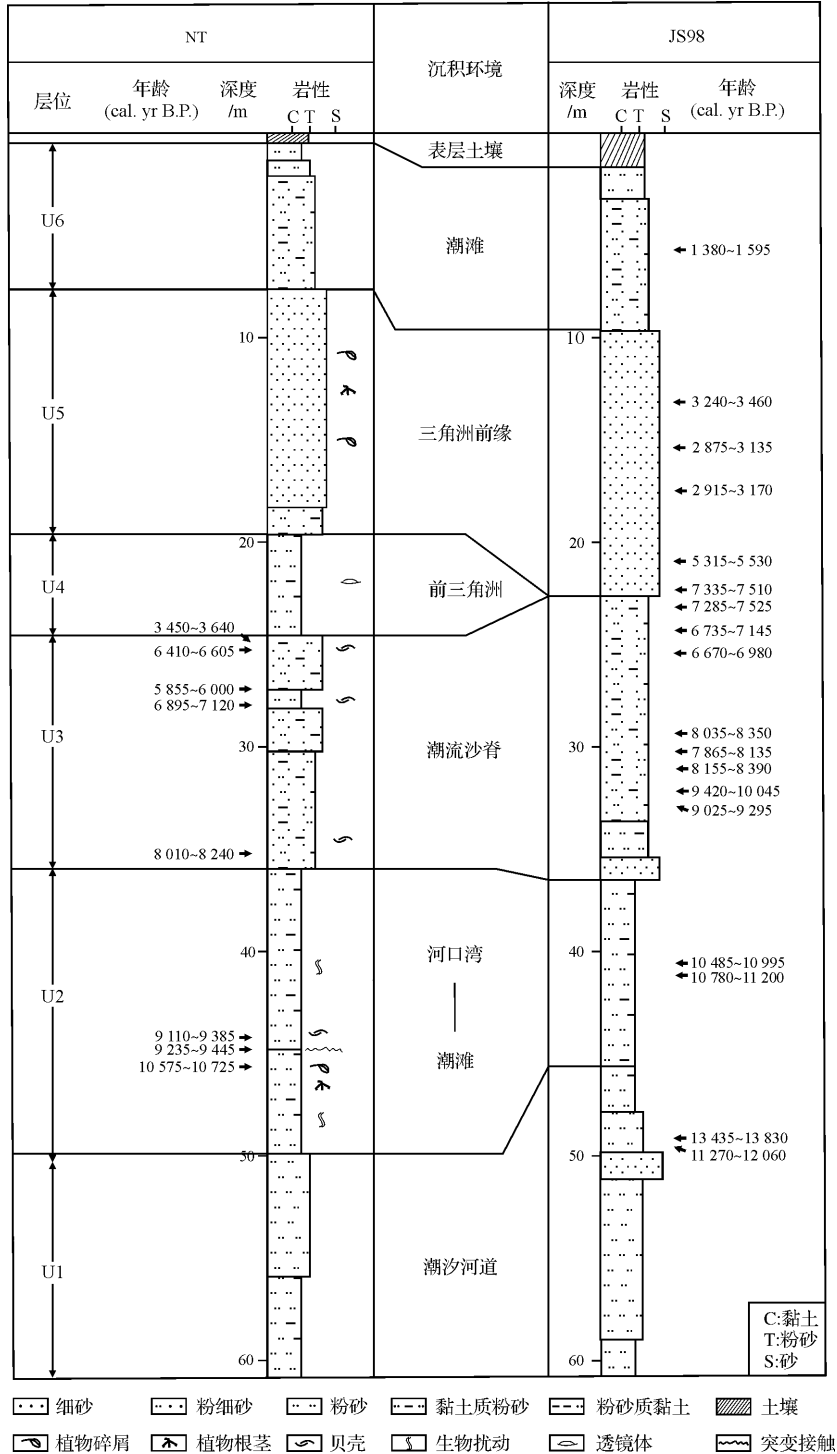 NT
沉积环境
JS98
层位
年龄
(cal. yr B.P.)
深度
/m
岩性
C T S
深度
/m
岩性
C T S
年龄
(cal. yr B.P.)
表层土壤
U6
潮滩
1 380~1 595
10
10
U5
三角洲前缘
3 240~3 460
2 875~3 135
2 915~3 170
20
20
5 315~5 530
U4
前三角洲
7 335~7 510
7 285~7 525
3 450~3 640
6 735~7 145
6 410~6 605
6 670~6 980
5 855~6 000
6 895~7 120
U3
潮流沙脊
30
30
8 035~8 350
7 865~8 135
8 155~8 390
9 420~10 045
9 025~9 295
8 010~8 240
40
40
河口湾
10 485~10 995
10 780~11 200
U2
9 110~9 385
9 235~9 445
潮滩
10 575~10 725
13 435~13 830
50
50
11 270~12 060
U1
潮汐河道
60
60
C:黏土
T:粉砂
S:砂
细砂 粉细砂 粉砂 黏土质粉砂 粉砂质黏土 土壤
植物碎屑 植物根茎 贝壳 生物扰动 透镜体 突变接触